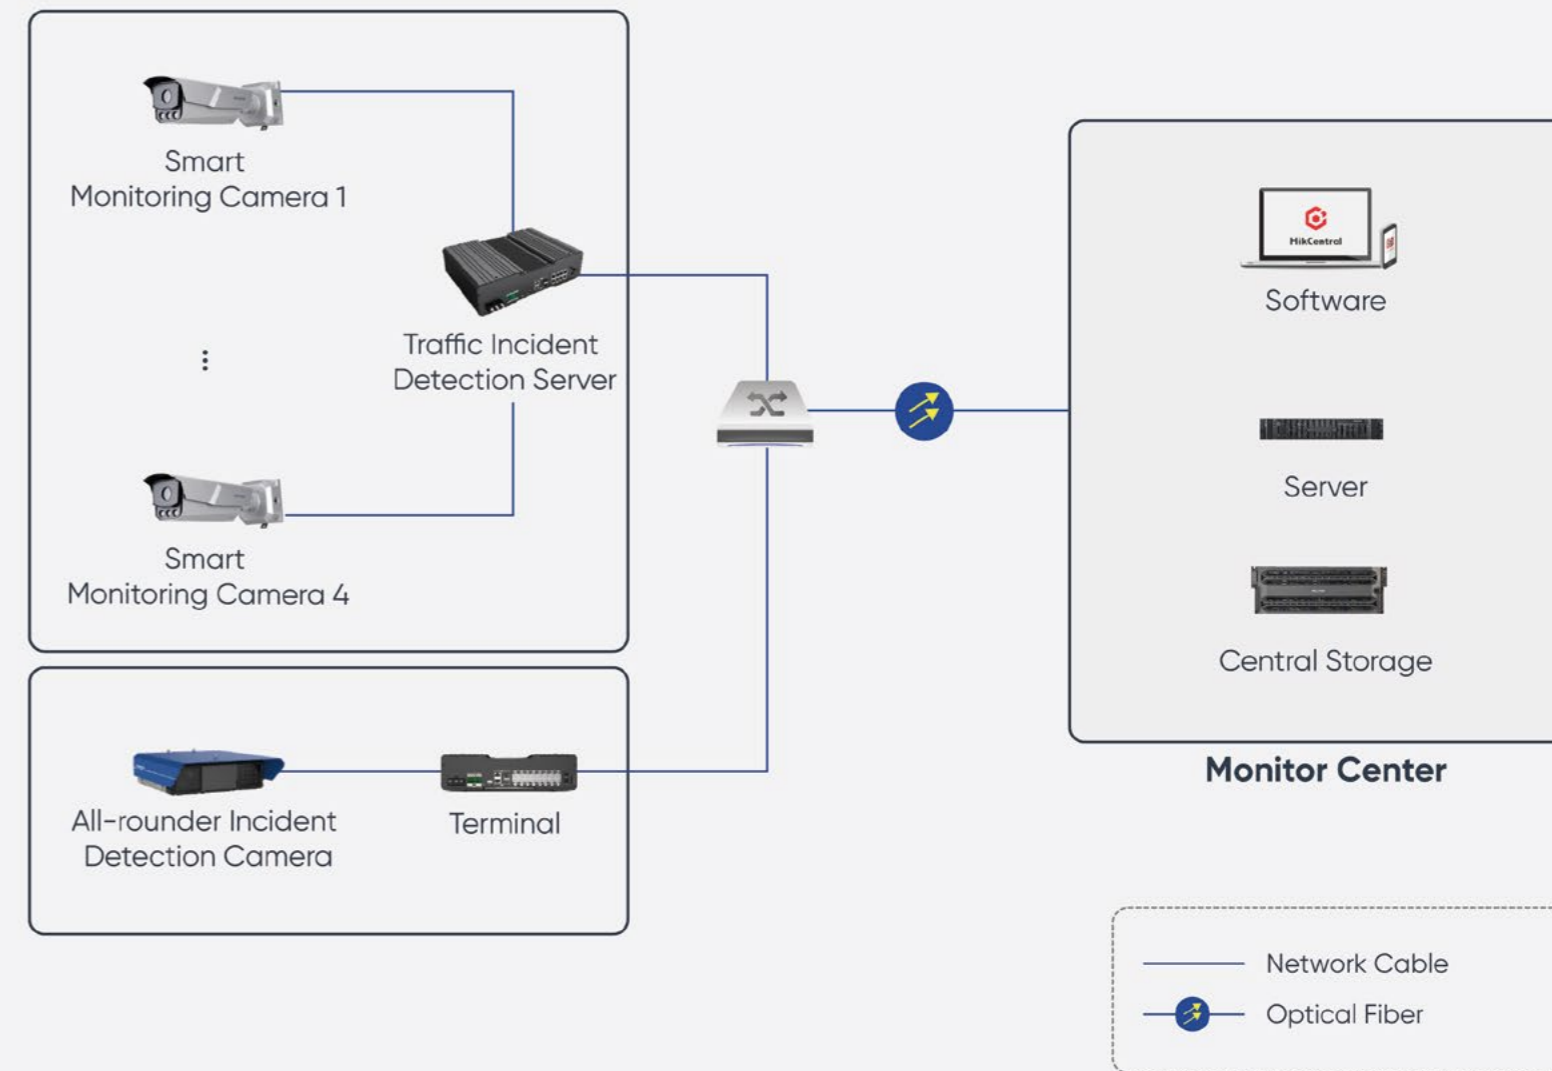 Smart
Monitoring Camera 1
Traffic Incident
Detection Server
Smart
Monitoring Camera 4
All-rounder Incident
Detection Camera
Terminal
HikCentral
Software
Server
Central Storage
Monitor Center
Network Cable
Optical Fiber